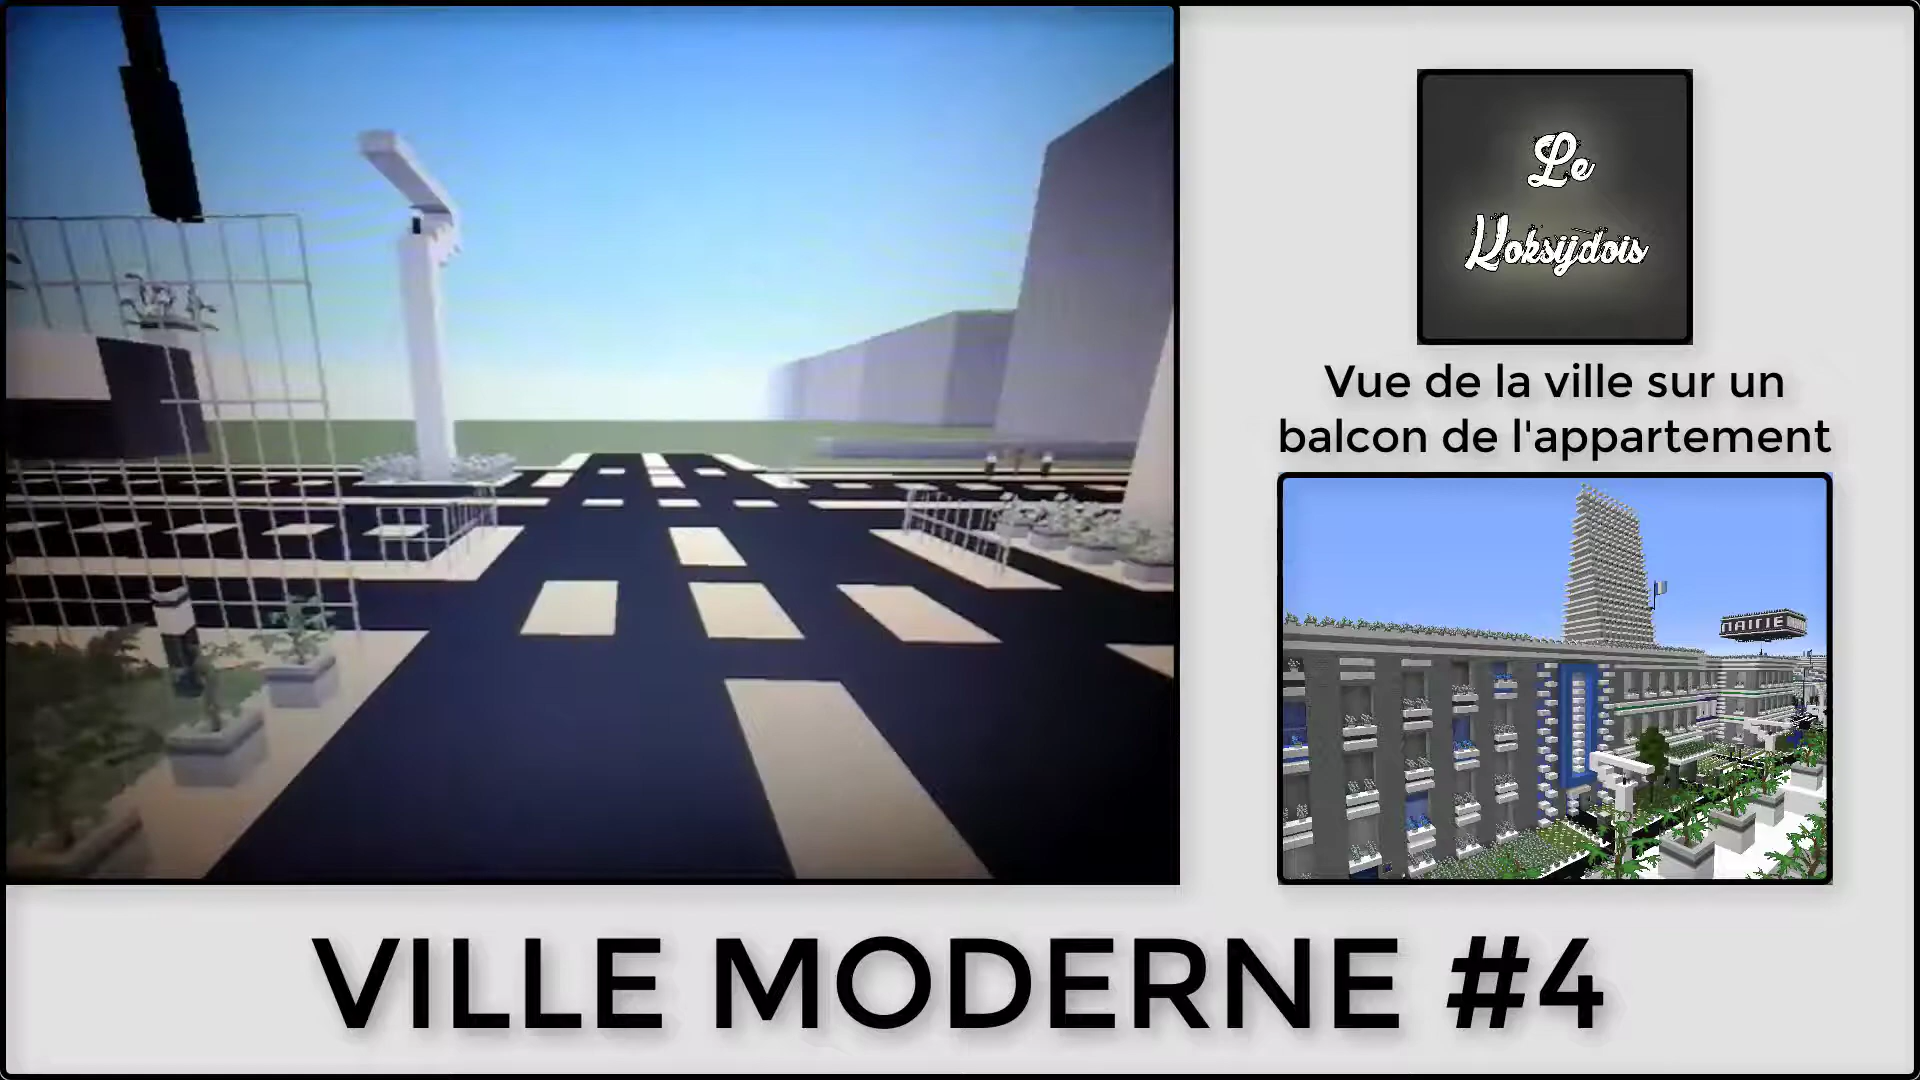 Le
Koksijdois
Vue de la ville sur un
balcon de l'appartement
MAIRIE
VILLE MODERNE #4